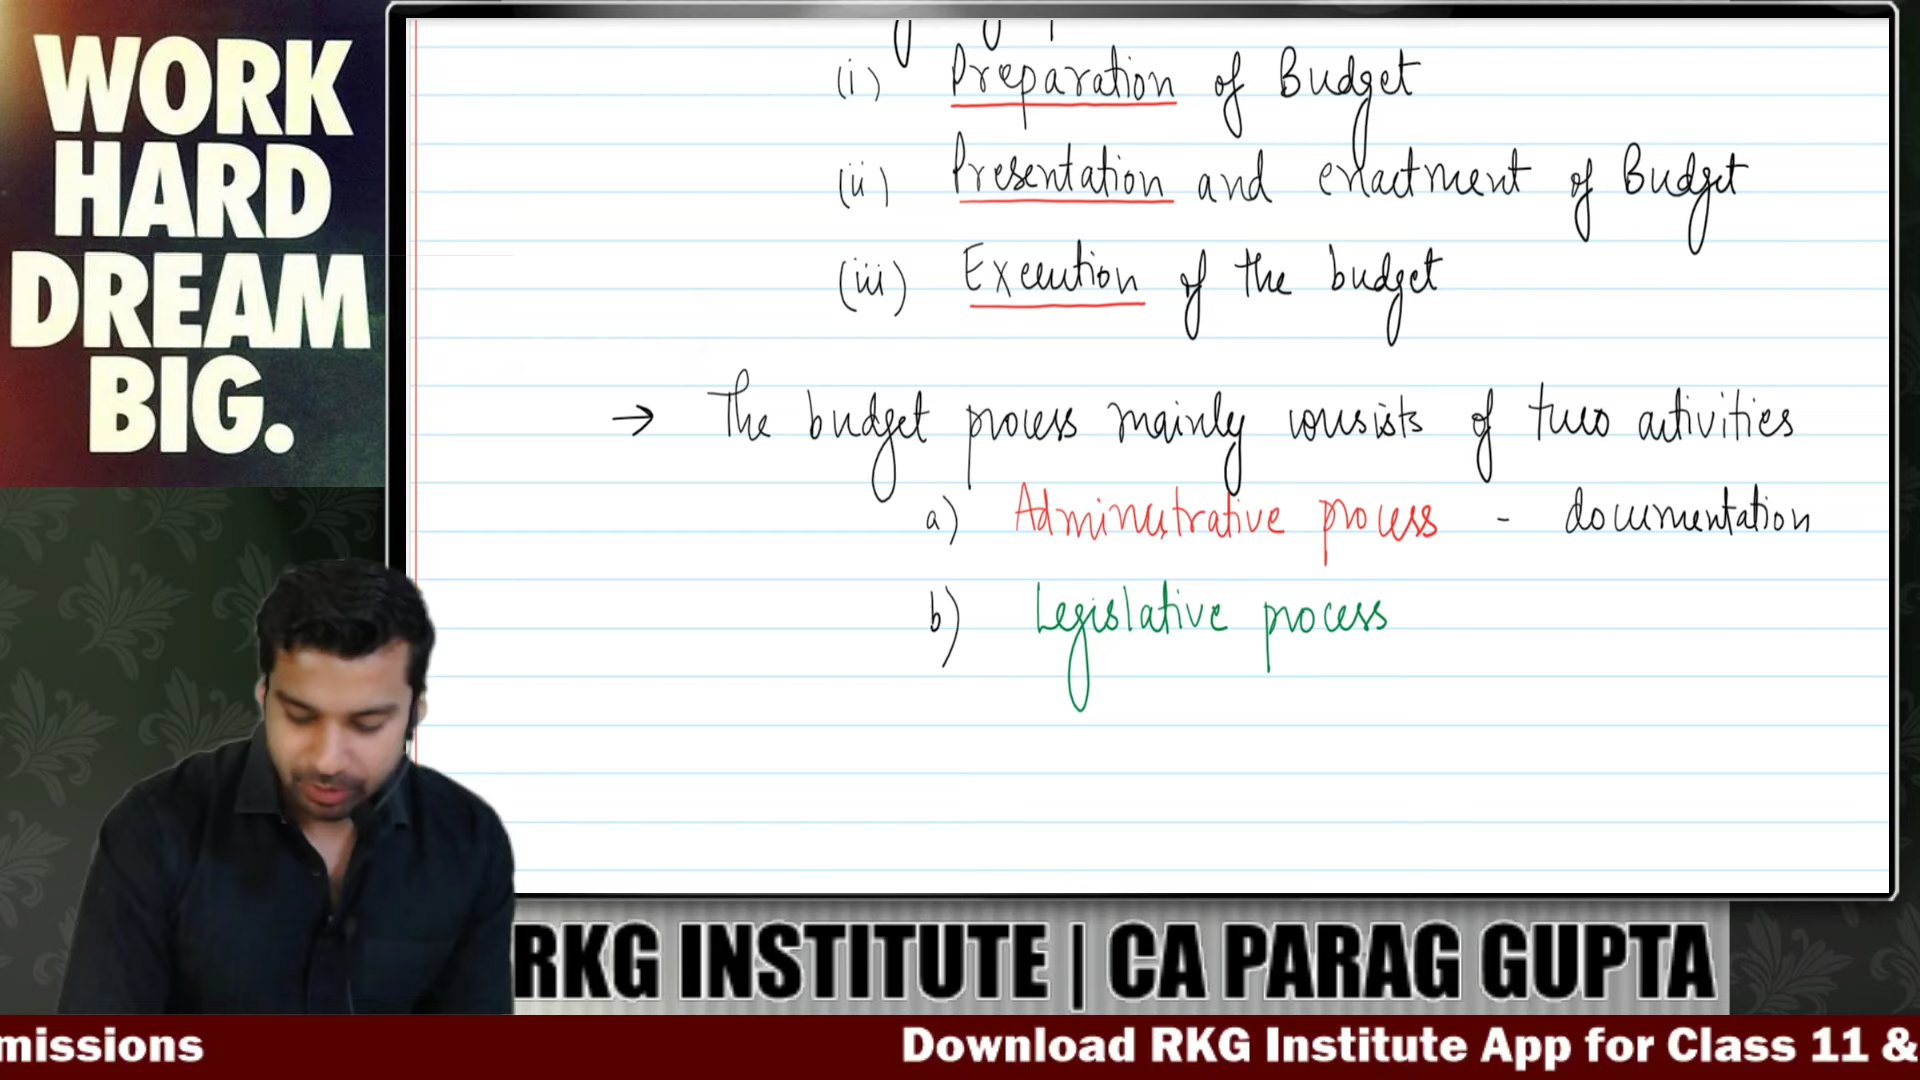 WORK
HARD
DREAM
BIG.
(i) Preparation of Budget
(ii) Presentation and enactment of Budget
(iii) Execution of the budget
→ The budget process mainly consists of two activities
a) Administrative process - documentation
b) Legislative process
RKG INSTITUTE | CA PARAG GUPTA
missions Download RKG Institute App for Class 11 &